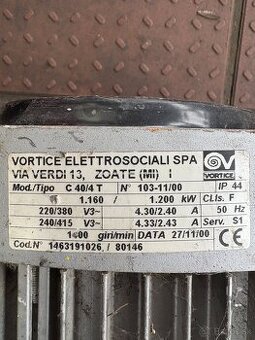 VORTICE ELETTROSOCIALI SPA
VIA VERDI 13, ZOATE (MI) I
VORTICE
Mod./Tipo C 40/4 T N° 103-11/00 IP 44
1.160 / 1.200 kW Cl.Is. F
220/380 V3~ 4.30/2.40 A 50 Hz
240/415 V3~ 4.33/2.43 A Serv. S1
giri/min DATA 27/11/00 CE
Cod.N° 1463191026 / 80146